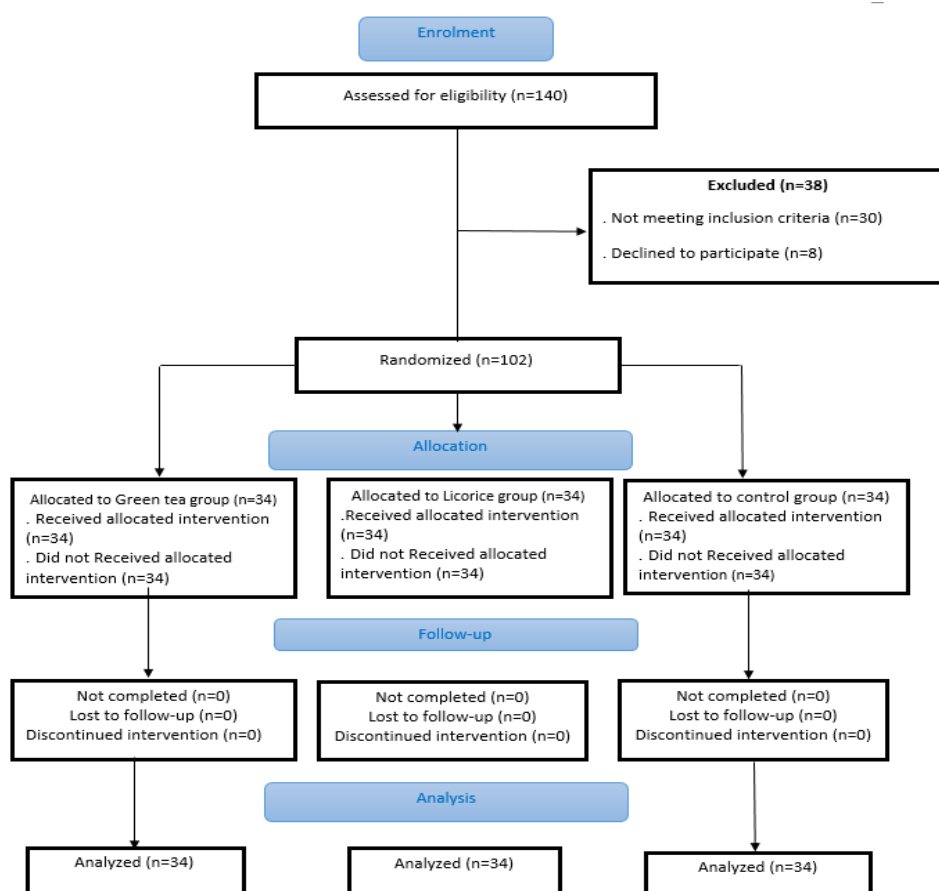 Enrolment
Assessed for eligibility (n=140)
Excluded (n=38)
. Not meeting inclusion criteria (n=30)
. Declined to participate (n=8)
Randomized (n=102)
Allocation
Allocated to Green tea group (n=34)
. Received allocated intervention
(n=34)
. Did not Received allocated
intervention (n=34)
Allocated to Licorice group (n=34)
.Received allocated intervention
(n=34)
. Did not Received allocated
intervention (n=34)
Allocated to control group (n=34)
. Received allocated intervention
(n=34)
. Did not Received allocated
intervention (n=34)
Follow-up
Not completed (n=0)
Lost to follow-up (n=0)
Discontinued intervention (n=0)
Not completed (n=0)
Lost to follow-up (n=0)
Discontinued intervention (n=0)
Not completed (n=0)
Lost to follow-up (n=0)
Discontinued intervention (n=0)
Analysis
Analyzed (n=34)
Analyzed (n=34)
Analyzed (n=34)